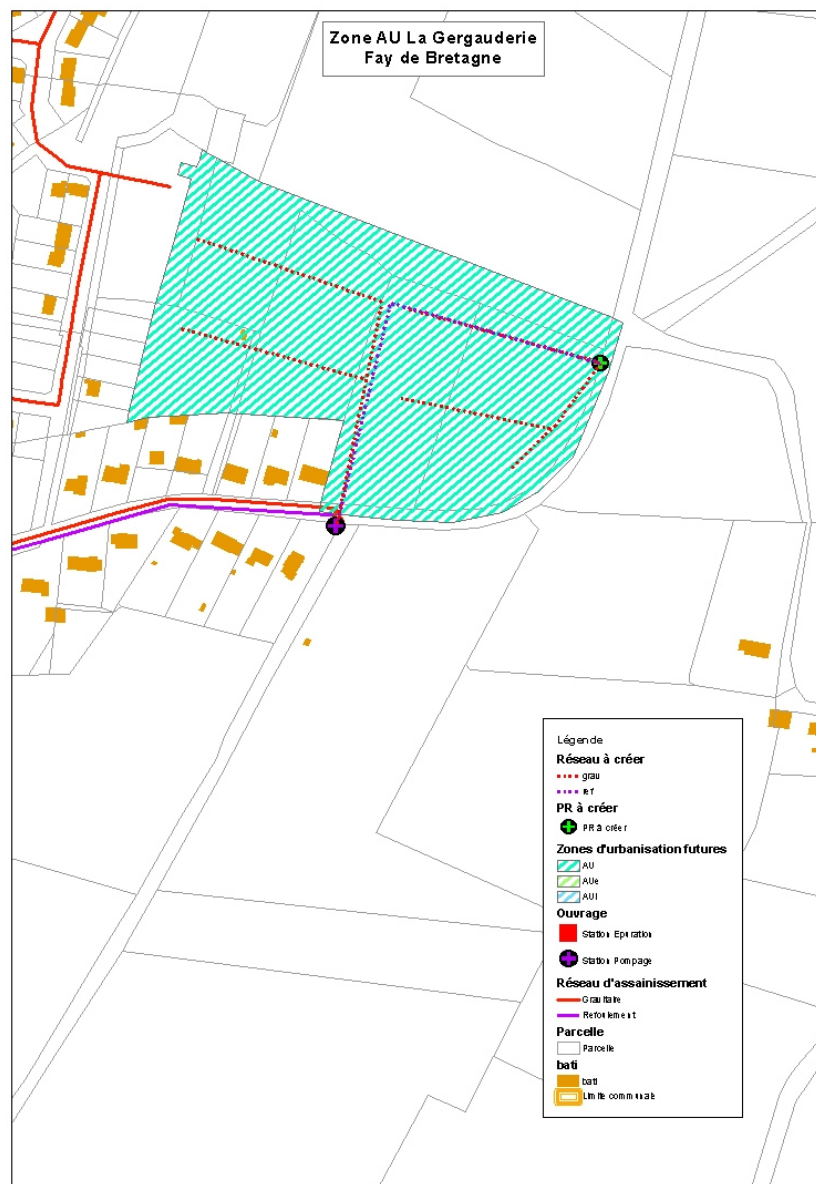 Zone AU La Gergauderie
Fay de Bretagne
Légende
Réseau à créer
grau
ref
PR à créer
PR à créer
Zones d'urbanisation futures
AU
AUe
AUl
Ouvrage
Station Epuration
Station Pompage
Réseau d'assainissement
Gravitaire
Refoulement
Parcelle
Parcelle
bati
bati
Limite communale